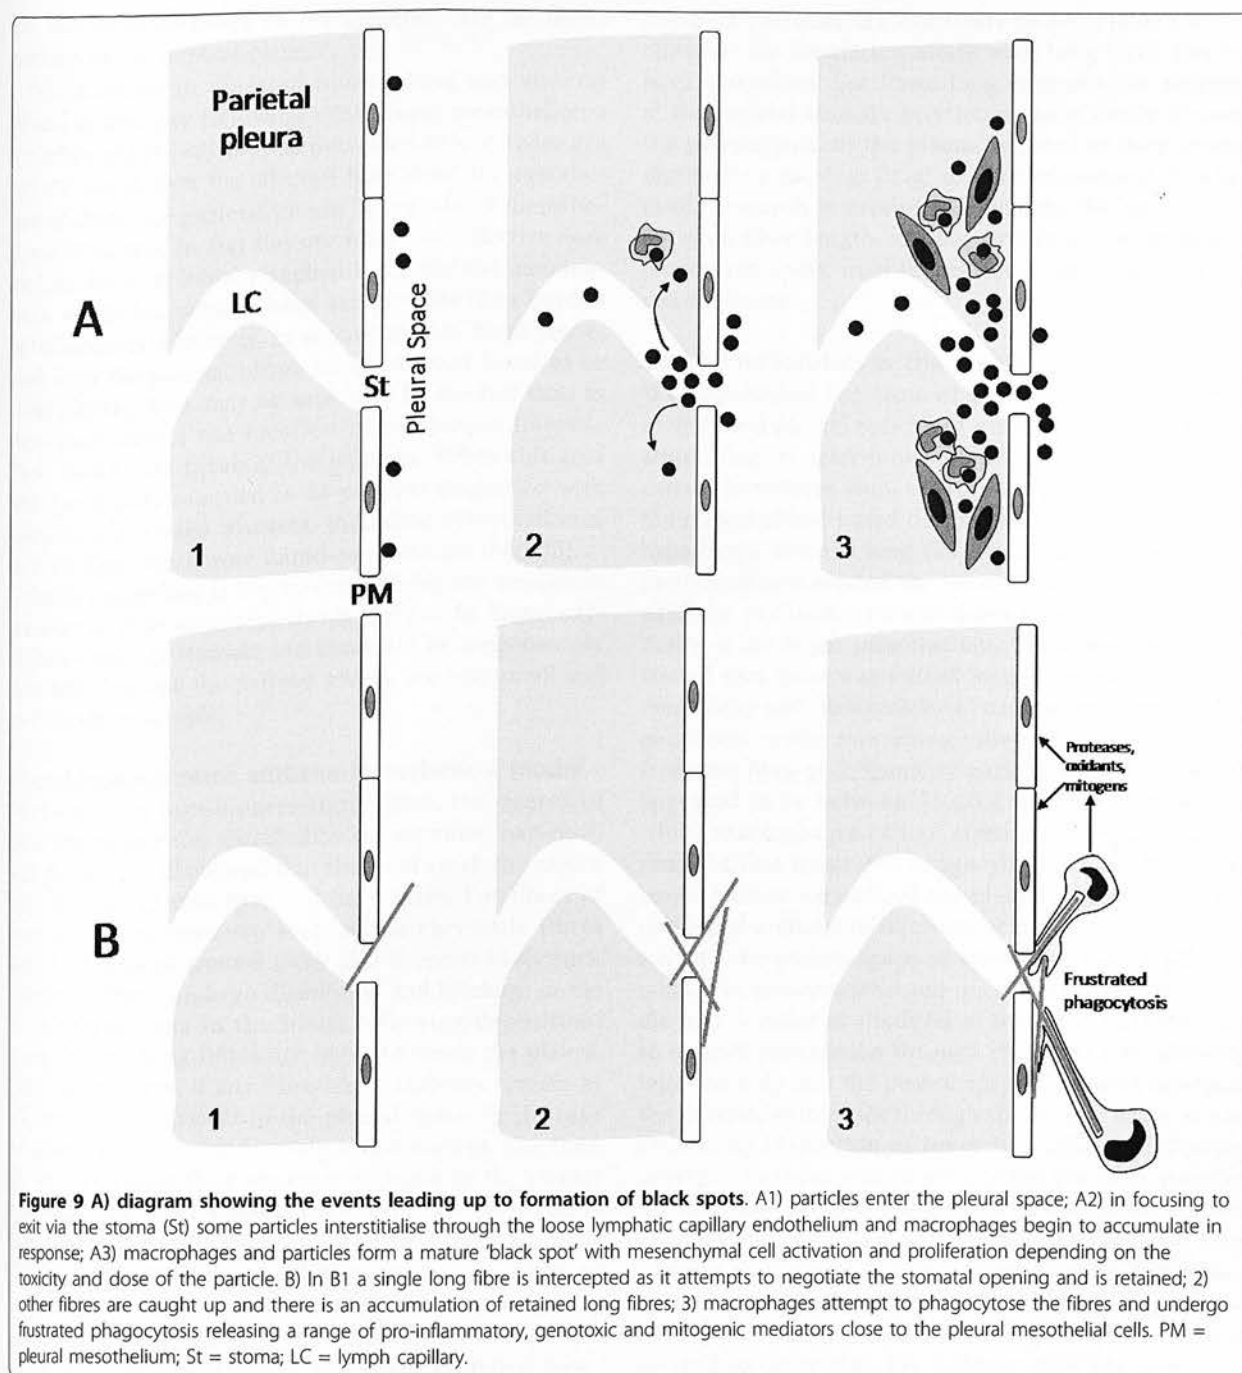 Parietal
pleura
LC
A
St
Pleural Space
1
2
3
PM
Proteases,
oxidants,
mitogens
B
Frustrated
phagocytosis
1
2
3
Figure 9 A) diagram showing the events leading up to formation of black spots. A1) particles enter the pleural space; A2) in focusing to
exit via the stoma (St) some particles interstitialise through the loose lymphatic capillary endothelium and macrophages begin to accumulate in
response; A3) macrophages and particles form a mature 'black spot' with mesenchymal cell activation and proliferation depending on the
toxicity and dose of the particle. B) In B1 a single long fibre is intercepted as it attempts to negotiate the stomatal opening and is retained; 2)
other fibres are caught up and there is an accumulation of retained long fibres; 3) macrophages attempt to phagocytose the fibres and undergo
frustrated phagocytosis releasing a range of pro-inflammatory, genotoxic and mitogenic mediators close to the pleural mesothelial cells. PM =
pleural mesothelium; St = stoma; LC = lymph capillary.